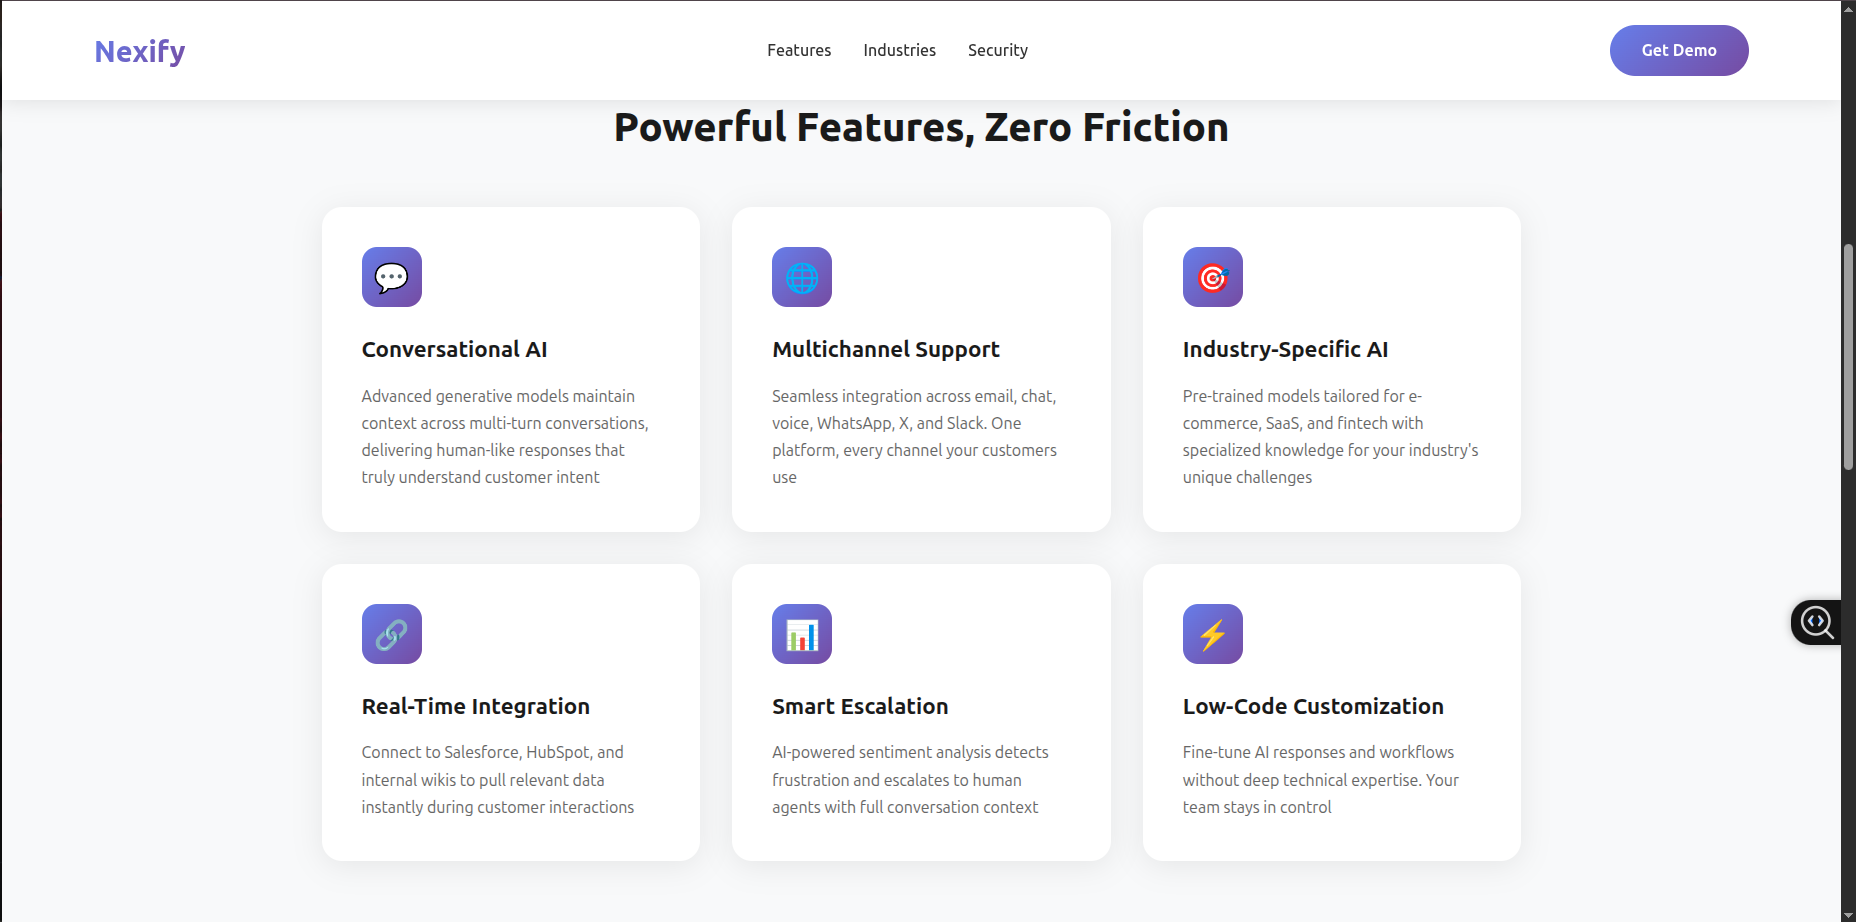 Nexify
Features
Industries
Security
Get Demo
Powerful Features, Zero Friction
Conversational AI
Advanced generative models maintain
context across multi-turn conversations,
delivering human-like responses that
truly understand customer intent
Multichannel Support
Seamless integration across email, chat,
voice, WhatsApp, X, and Slack. One
platform, every channel your customers
use
Industry-Specific AI
Pre-trained models tailored for e-
commerce, SaaS, and fintech with
specialized knowledge for your industry's
unique challenges
Real-Time Integration
Connect to Salesforce, HubSpot, and
internal wikis to pull relevant data
instantly during customer interactions
Smart Escalation
AI-powered sentiment analysis detects
frustration and escalates to human
agents with full conversation context
Low-Code Customization
Fine-tune AI responses and workflows
without deep technical expertise. Your
team stays in control